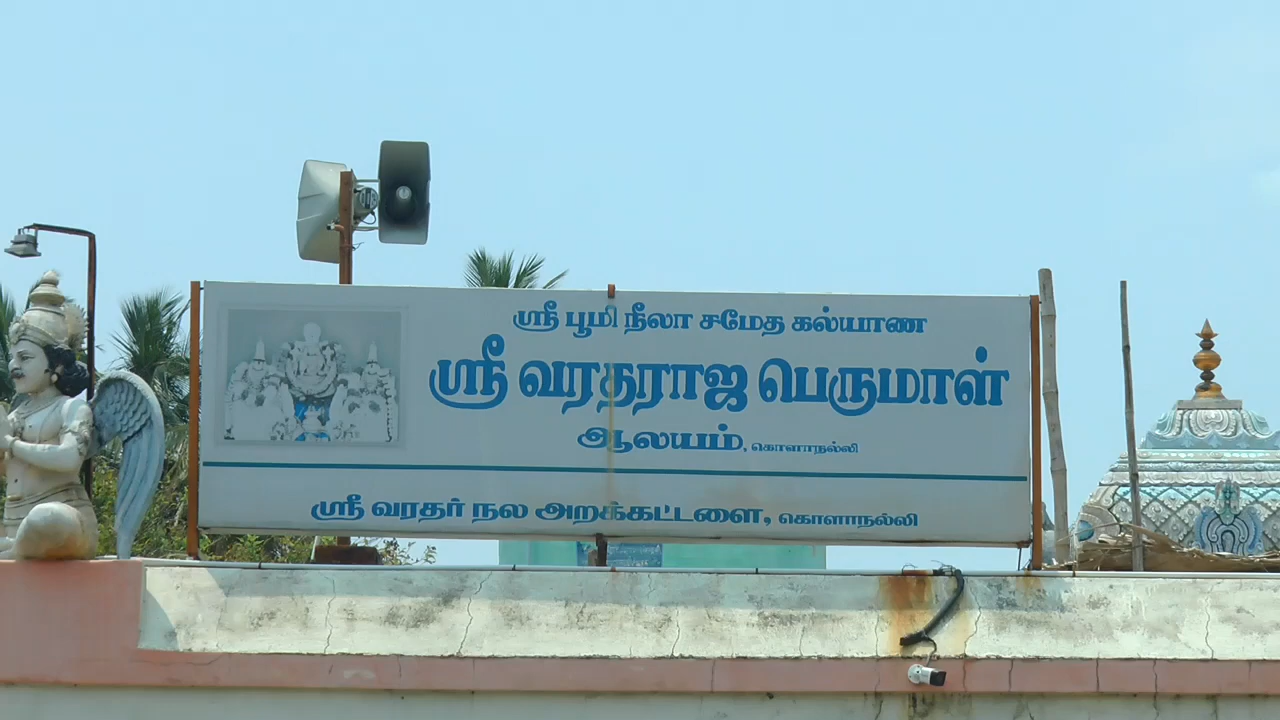 ஸ்ரீ பூமி நீலா சமேத கல்யாண
ஸ்ரீ வரதராஜ பெருமாள்
ஆலயம், கொளாநல்லி
ஸ்ரீ வரதர் நல அறக்கட்டளை, கொளாநல்லி